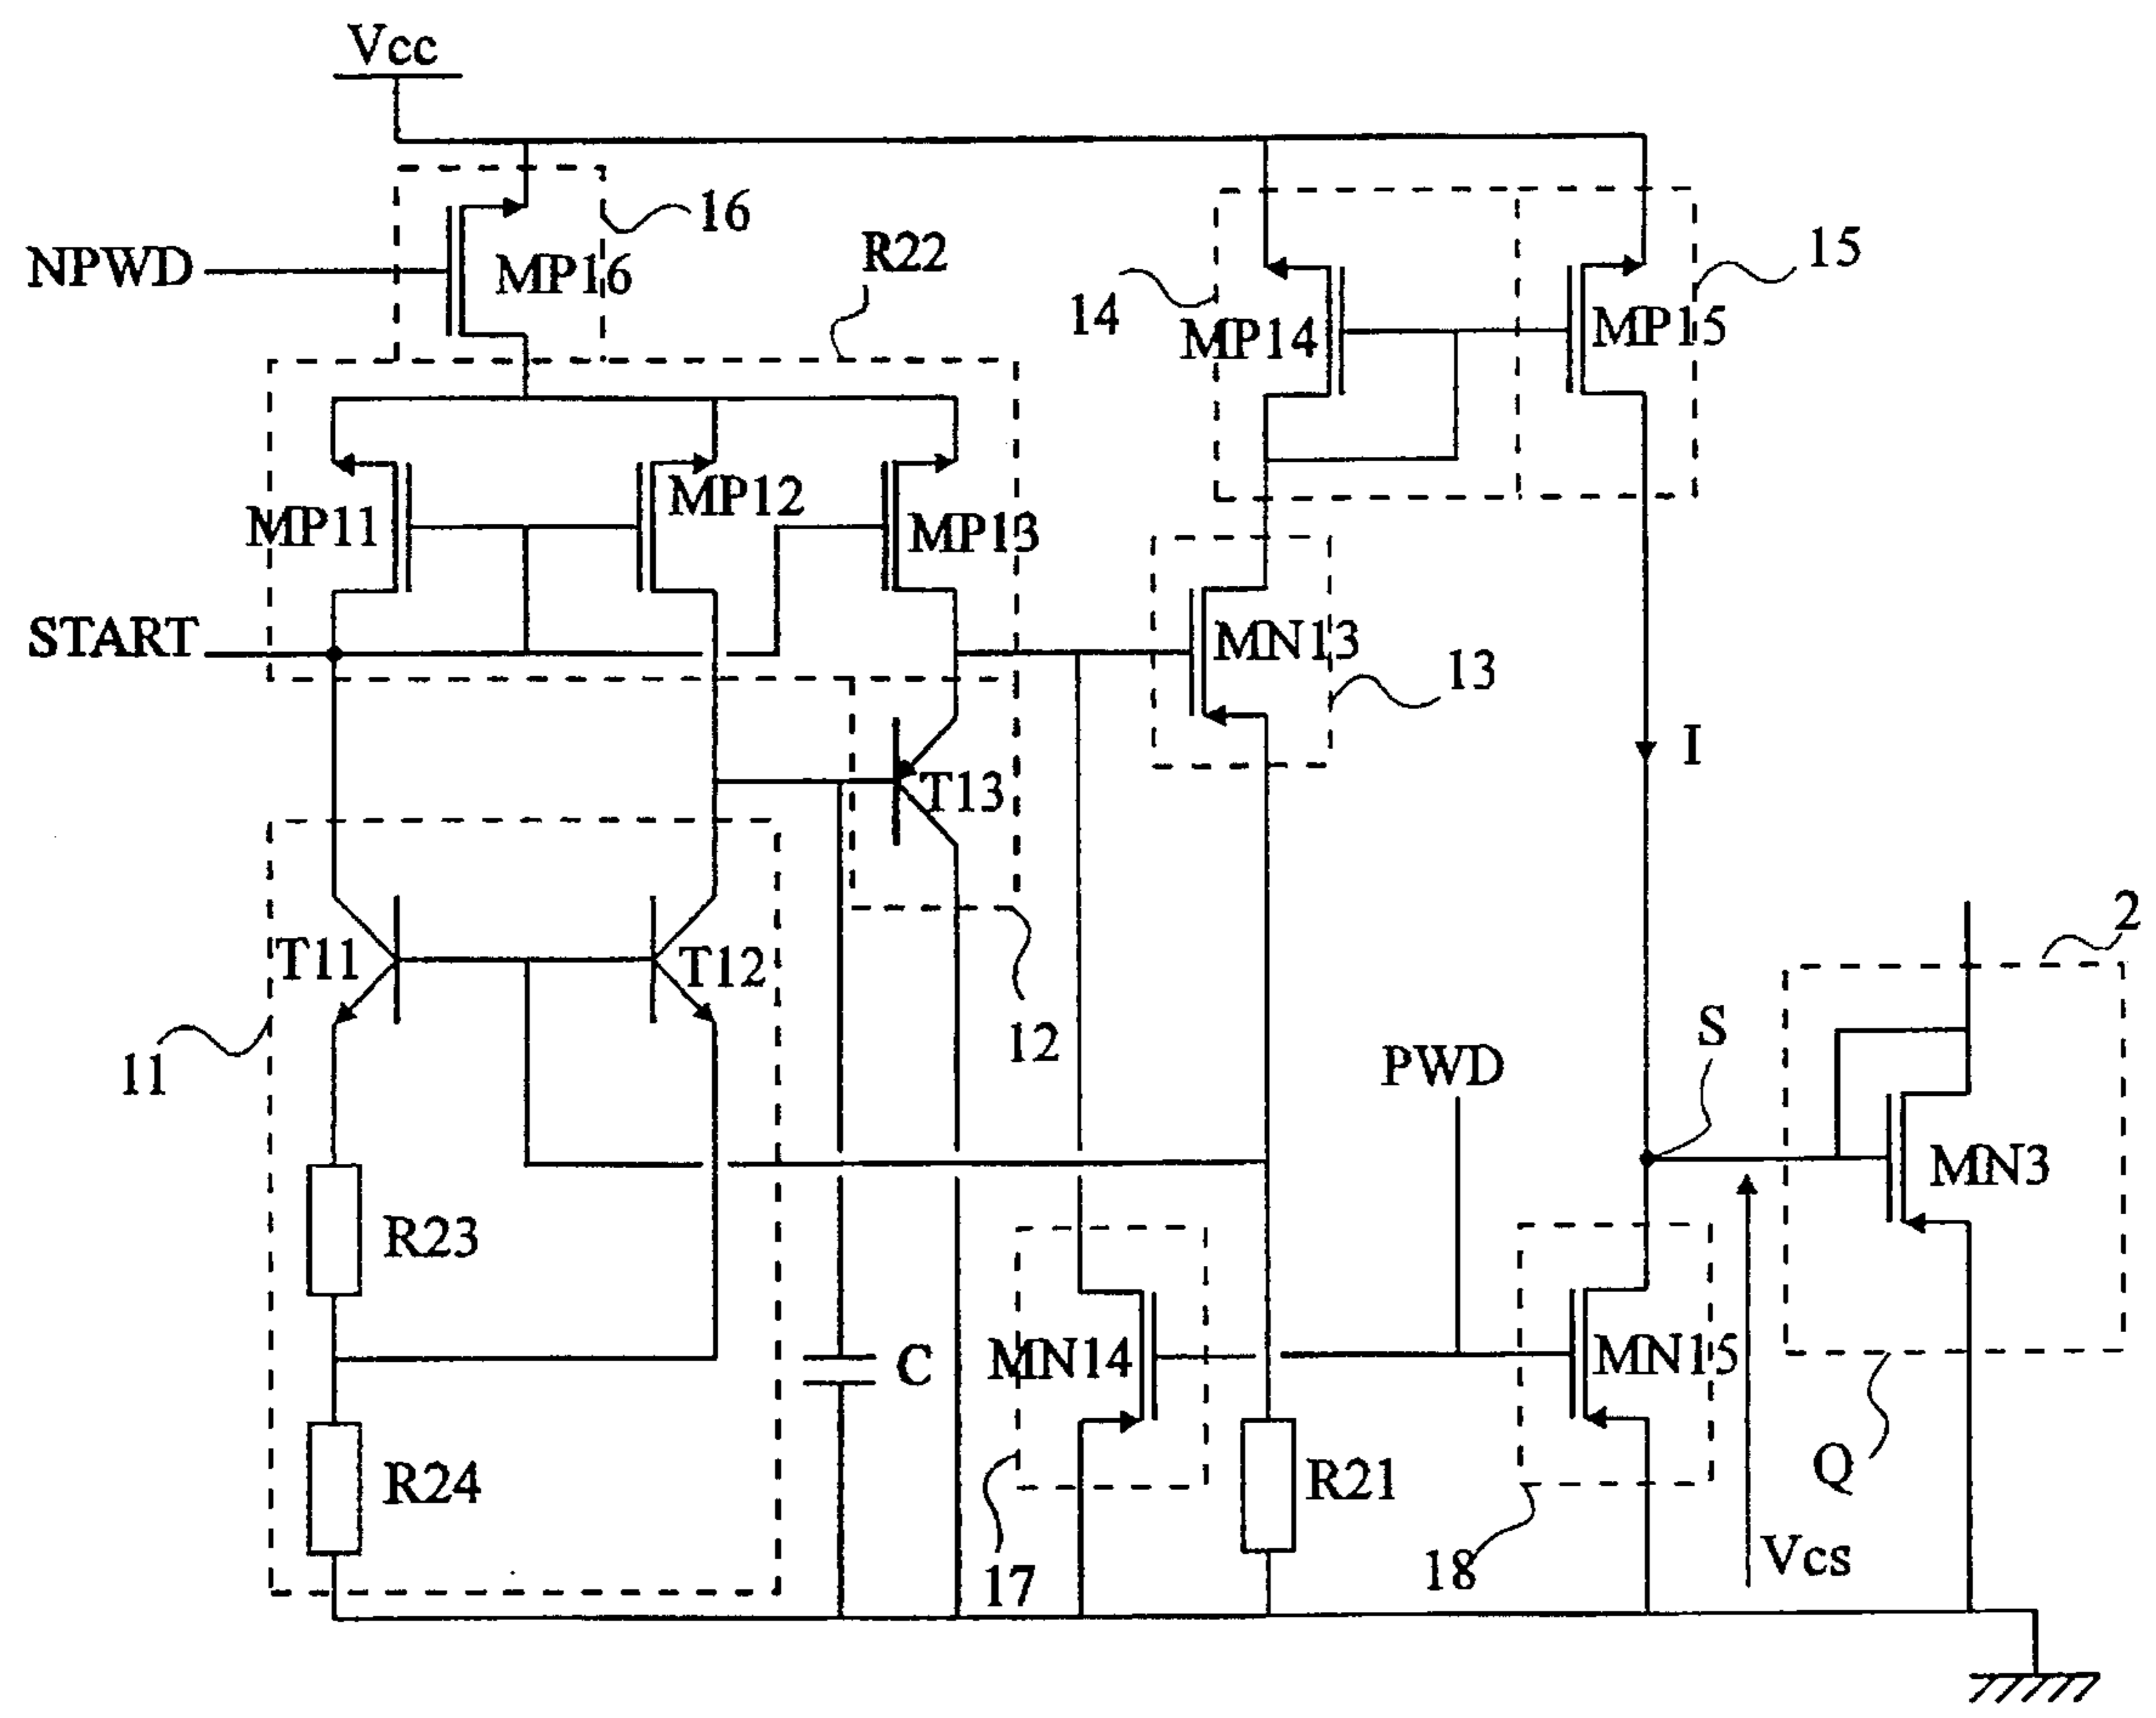 Vcc
16
NPWD
MP16
R22
15
14
MP14
MP15
MP11
MP12
MP13
START
MN13
13
I
T13
2
T11
T12
12
S
11
PWD
MN3
R23
C
MN14
MN15
R24
R21
Q
17
18
Vcs